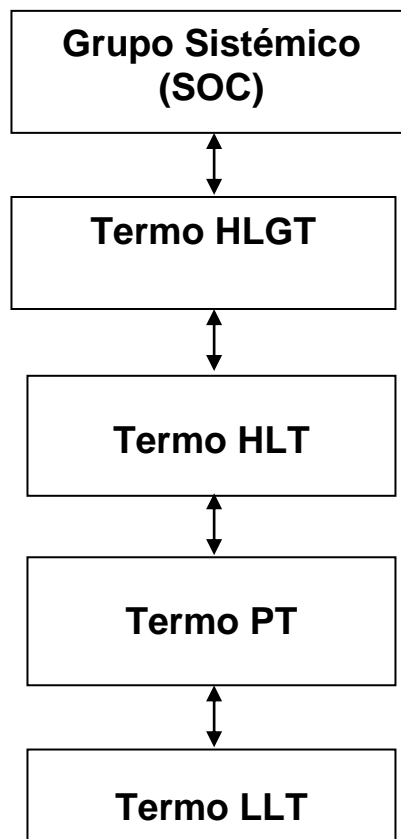 Grupo Sistémico
(SOC)
Termo HLGT
Termo HLT
Termo PT
Termo LLT